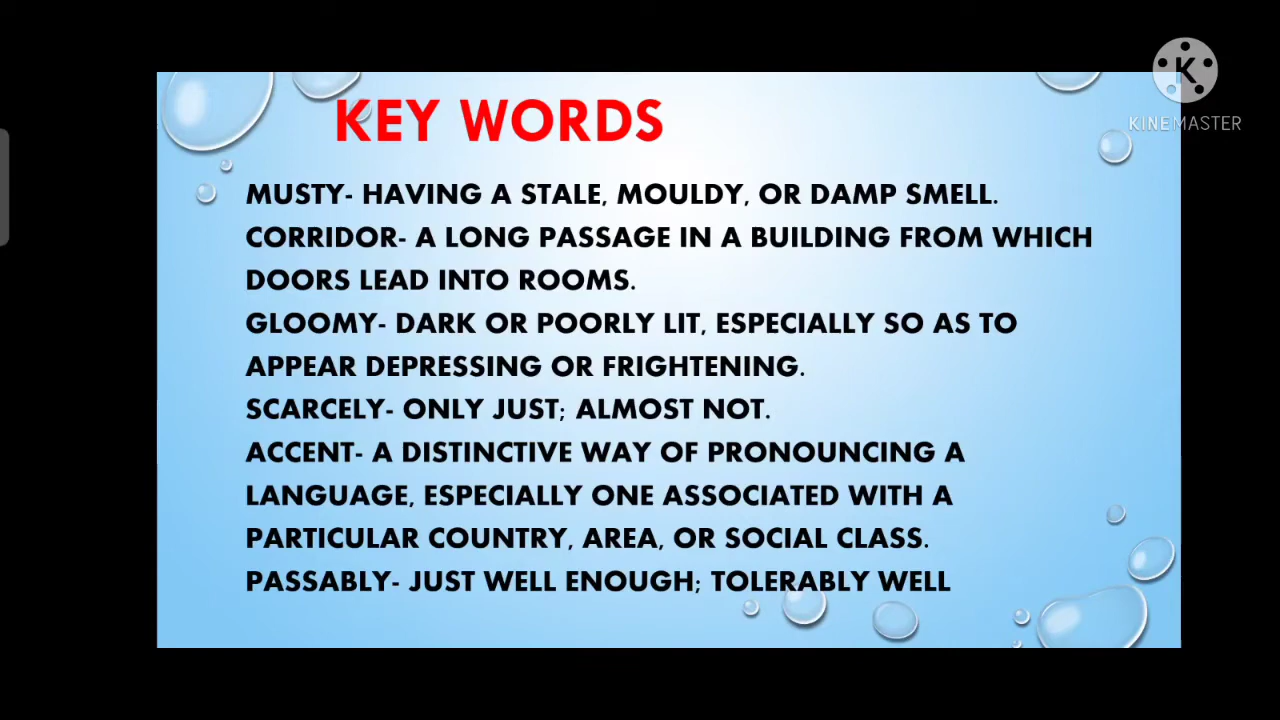 KEY WORDS
KINEMASTER
MUSTY- HAVING A STALE, MOULDY, OR DAMP SMELL.
CORRIDOR- A LONG PASSAGE IN A BUILDING FROM WHICH
DOORS LEAD INTO ROOMS.
GLOOMY- DARK OR POORLY LIT, ESPECIALLY SO AS TO
APPEAR DEPRESSING OR FRIGHTENING.
SCARCELY- ONLY JUST; ALMOST NOT.
ACCENT- A DISTINCTIVE WAY OF PRONOUNCING A
LANGUAGE, ESPECIALLY ONE ASSOCIATED WITH A
PARTICULAR COUNTRY, AREA, OR SOCIAL CLASS.
PASSABLY- JUST WELL ENOUGH; TOLERABLY WELL